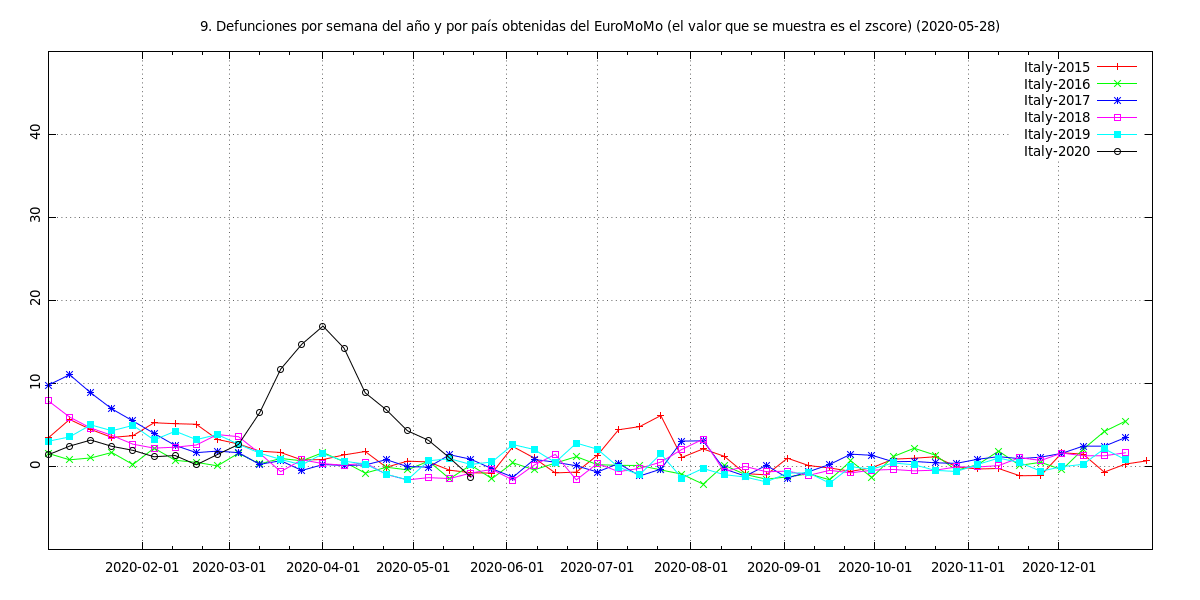 9. Defunciones por semana del año y por país obtenidas del EuroMoMo (el valor que se muestra es el zscore) (2020-05-28)
Italy-2015
Italy-2016
Italy-2017
Italy-2018
Italy-2019
Italy-2020
40
30
20
10
0
2020-02-01 2020-03-01 2020-04-01 2020-05-01 2020-06-01 2020-07-01 2020-08-01 2020-09-01 2020-10-01 2020-11-01 2020-12-01